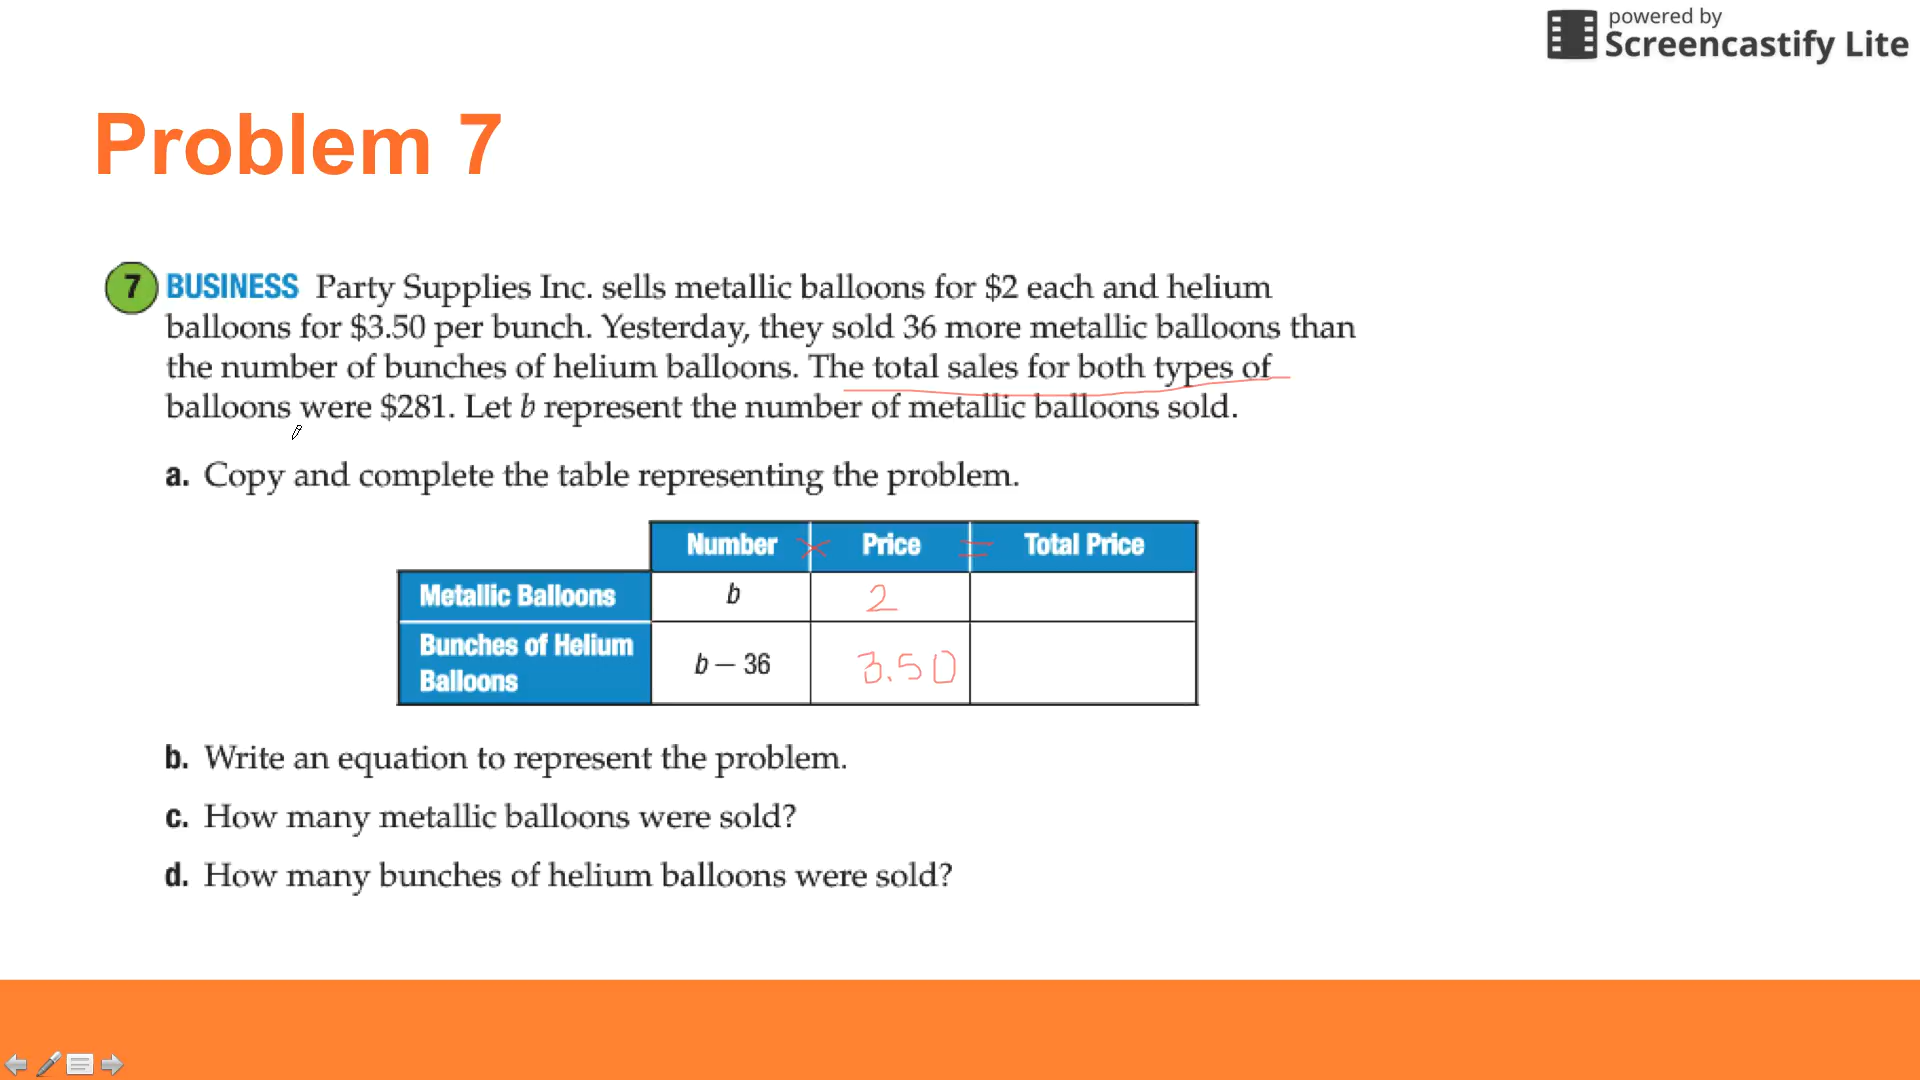 powered by
Screencastify Lite
Problem 7
7 BUSINESS Party Supplies Inc. sells metallic balloons for $2 each and helium
balloons for $3.50 per bunch. Yesterday, they sold 36 more metallic balloons than
the number of bunches of helium balloons. The total sales for both types of
balloons were $281. Let b represent the number of metallic balloons sold.
a. Copy and complete the table representing the problem.
Number × Price = Total Price
Metallic Balloons b 2
Bunches of Helium
Balloons b – 36 3.50
b. Write an equation to represent the problem.
c. How many metallic balloons were sold?
d. How many bunches of helium balloons were sold?